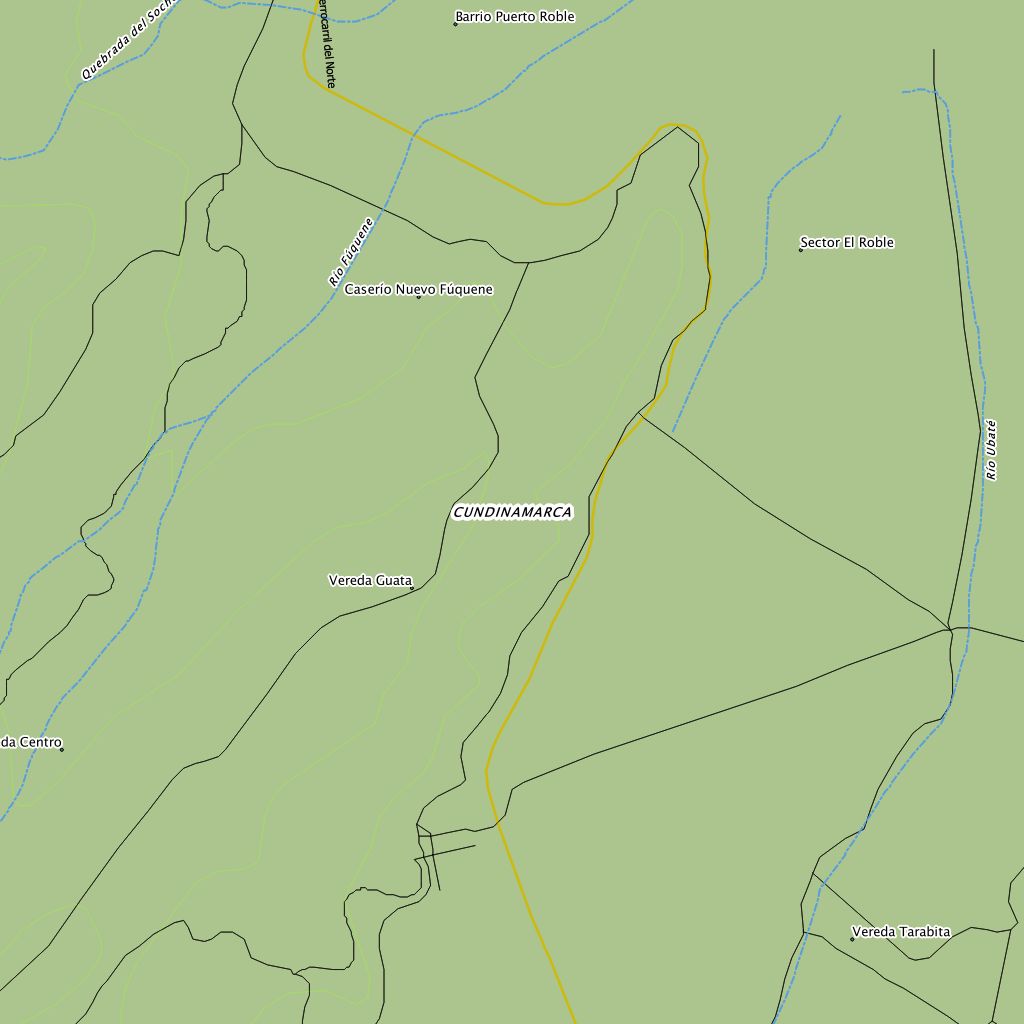 Quebrada del Soch
errocarril del Norte
Barrio Puerto Roble
Río Fúquene
Sector El Roble
Caserío Nuevo Fúquene
Río Ubaté
CUNDINAMARCA
Vereda Guata
da Centro
Vereda Tarabita